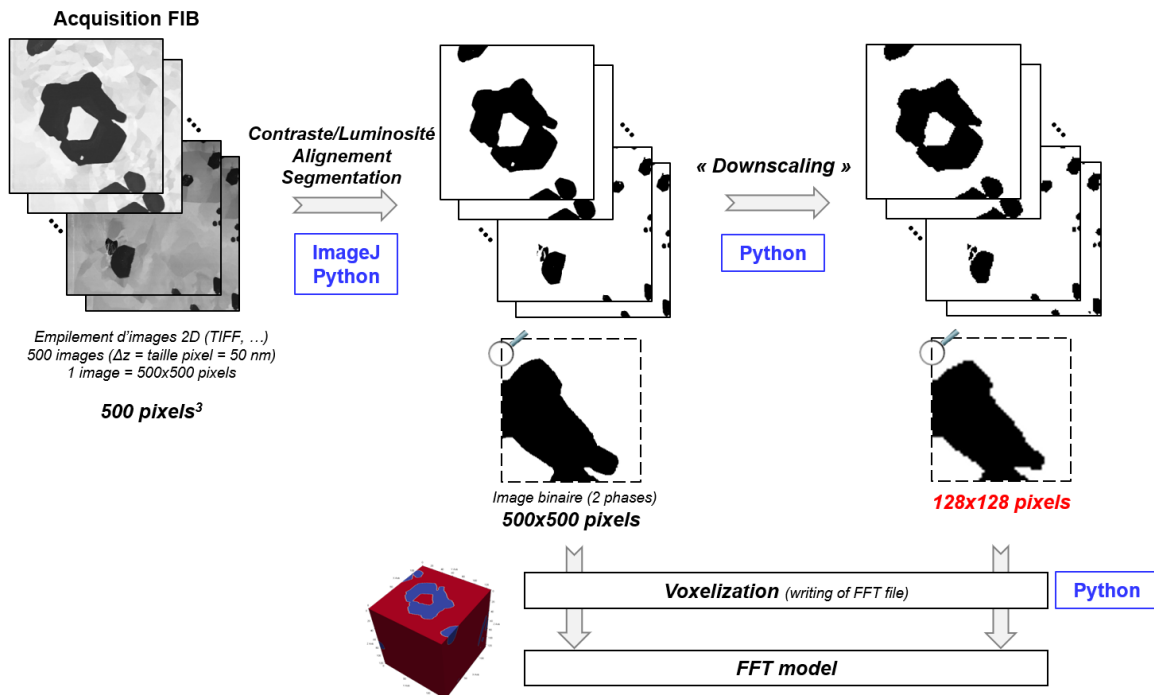 Acquisition FIB
Contraste/Luminosité
Alignement
Segmentation
ImageJ
Python
« Downscaling »
Python
Empilement d'images 2D (TIFF, …)
500 images (Δz = taille pixel = 50 nm)
1 image = 500x500 pixels
500 pixels³
Image binaire (2 phases)
500x500 pixels
128x128 pixels
Voxelization (writing of FFT file)
Python
FFT model